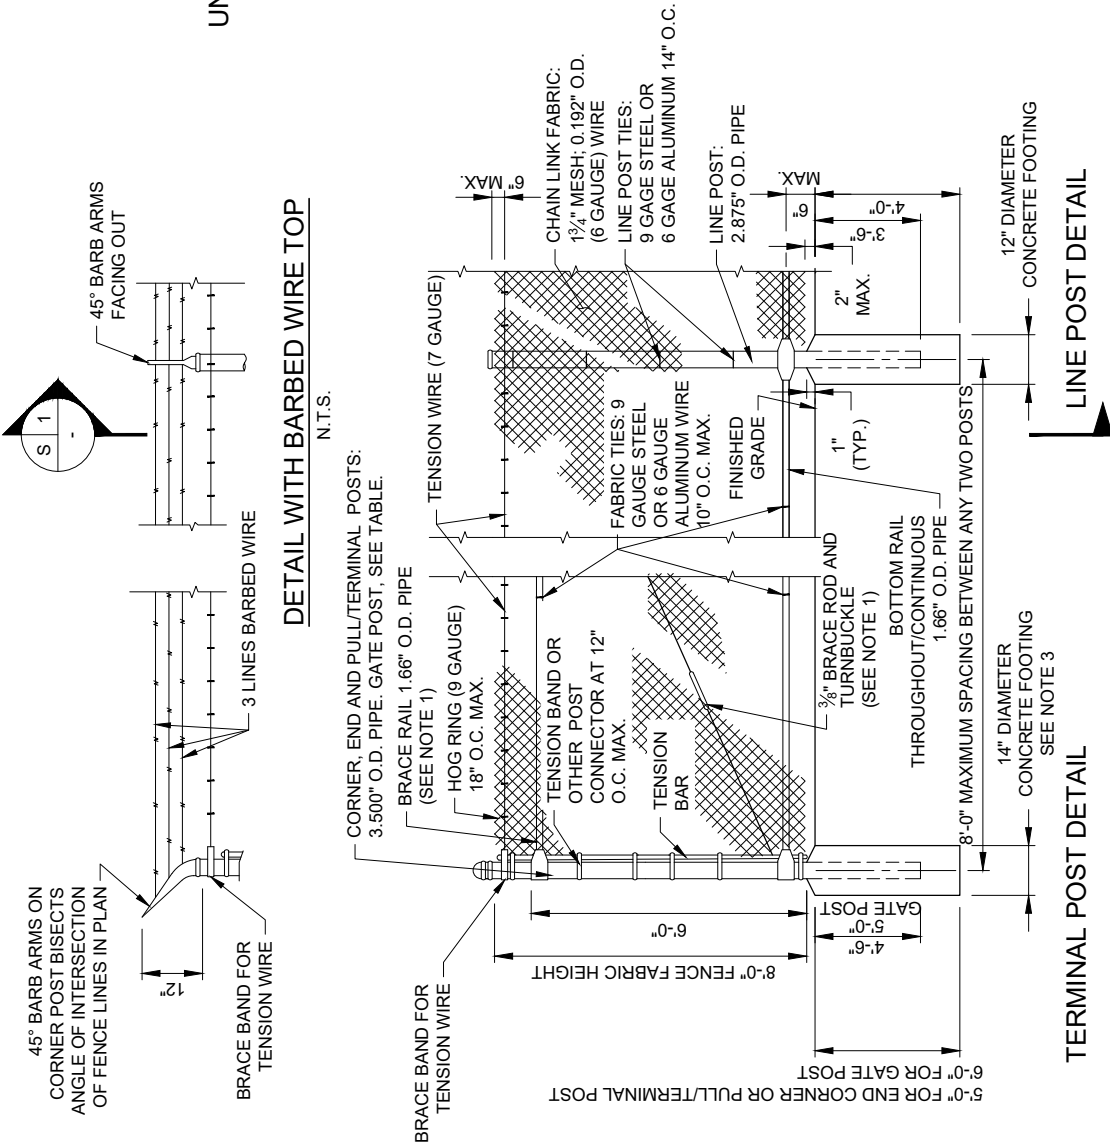 UN
45° BARB ARMS
FACING OUT
S
1
-
45° BARB ARMS ON
CORNER POST BISECTS
ANGLE OF INTERSECTION
OF FENCE LINES IN PLAN
12"
BRACE BAND FOR
TENSION WIRE
3 LINES BARBED WIRE
DETAIL WITH BARBED WIRE TOP
N.T.S.
CORNER, END AND PULL/TERMINAL POSTS:
3.500" O.D. PIPE. GATE POST, SEE TABLE.
BRACE RAIL 1.66" O.D. PIPE
(SEE NOTE 1)
HOG RING (9 GAUGE)
18" O.C. MAX.
TENSION WIRE (7 GAUGE)
6" MAX.
CHAIN LINK FABRIC:
1¾" MESH; 0.192" O.D.
(6 GAUGE) WIRE
LINE POST TIES:
9 GAGE STEEL OR
6 GAGE ALUMINUM 14" O.C.
LINE POST:
2.875" O.D. PIPE
TENSION BAND OR
OTHER POST
CONNECTOR AT 12"
O.C. MAX.
TENSION
BAR
FABRIC TIES: 9
GAUGE STEEL
OR 6 GAUGE
ALUMINUM WIRE
10" O.C. MAX.
FINISHED
GRADE
1"
(TYP.)
2"
MAX.
6" MAX.
3'-6"
4'-0"
BRACE BAND FOR
TENSION WIRE
8'-0" FENCE FABRIC HEIGHT
6'-0"
⅜" BRACE ROD AND
TURNBUCKLE
(SEE NOTE 1)
BOTTOM RAIL
THROUGHOUT/CONTINUOUS
1.66" O.D. PIPE
8'-0" MAXIMUM SPACING BETWEEN ANY TWO POSTS
4'-6"
5'-0"
GATE POST
5'-0" FOR END CORNER OR PULL/TERMINAL POST
6'-0" FOR GATE POST
14" DIAMETER
CONCRETE FOOTING
SEE NOTE 3
12" DIAMETER
CONCRETE FOOTING
TERMINAL POST DETAIL
LINE POST DETAIL